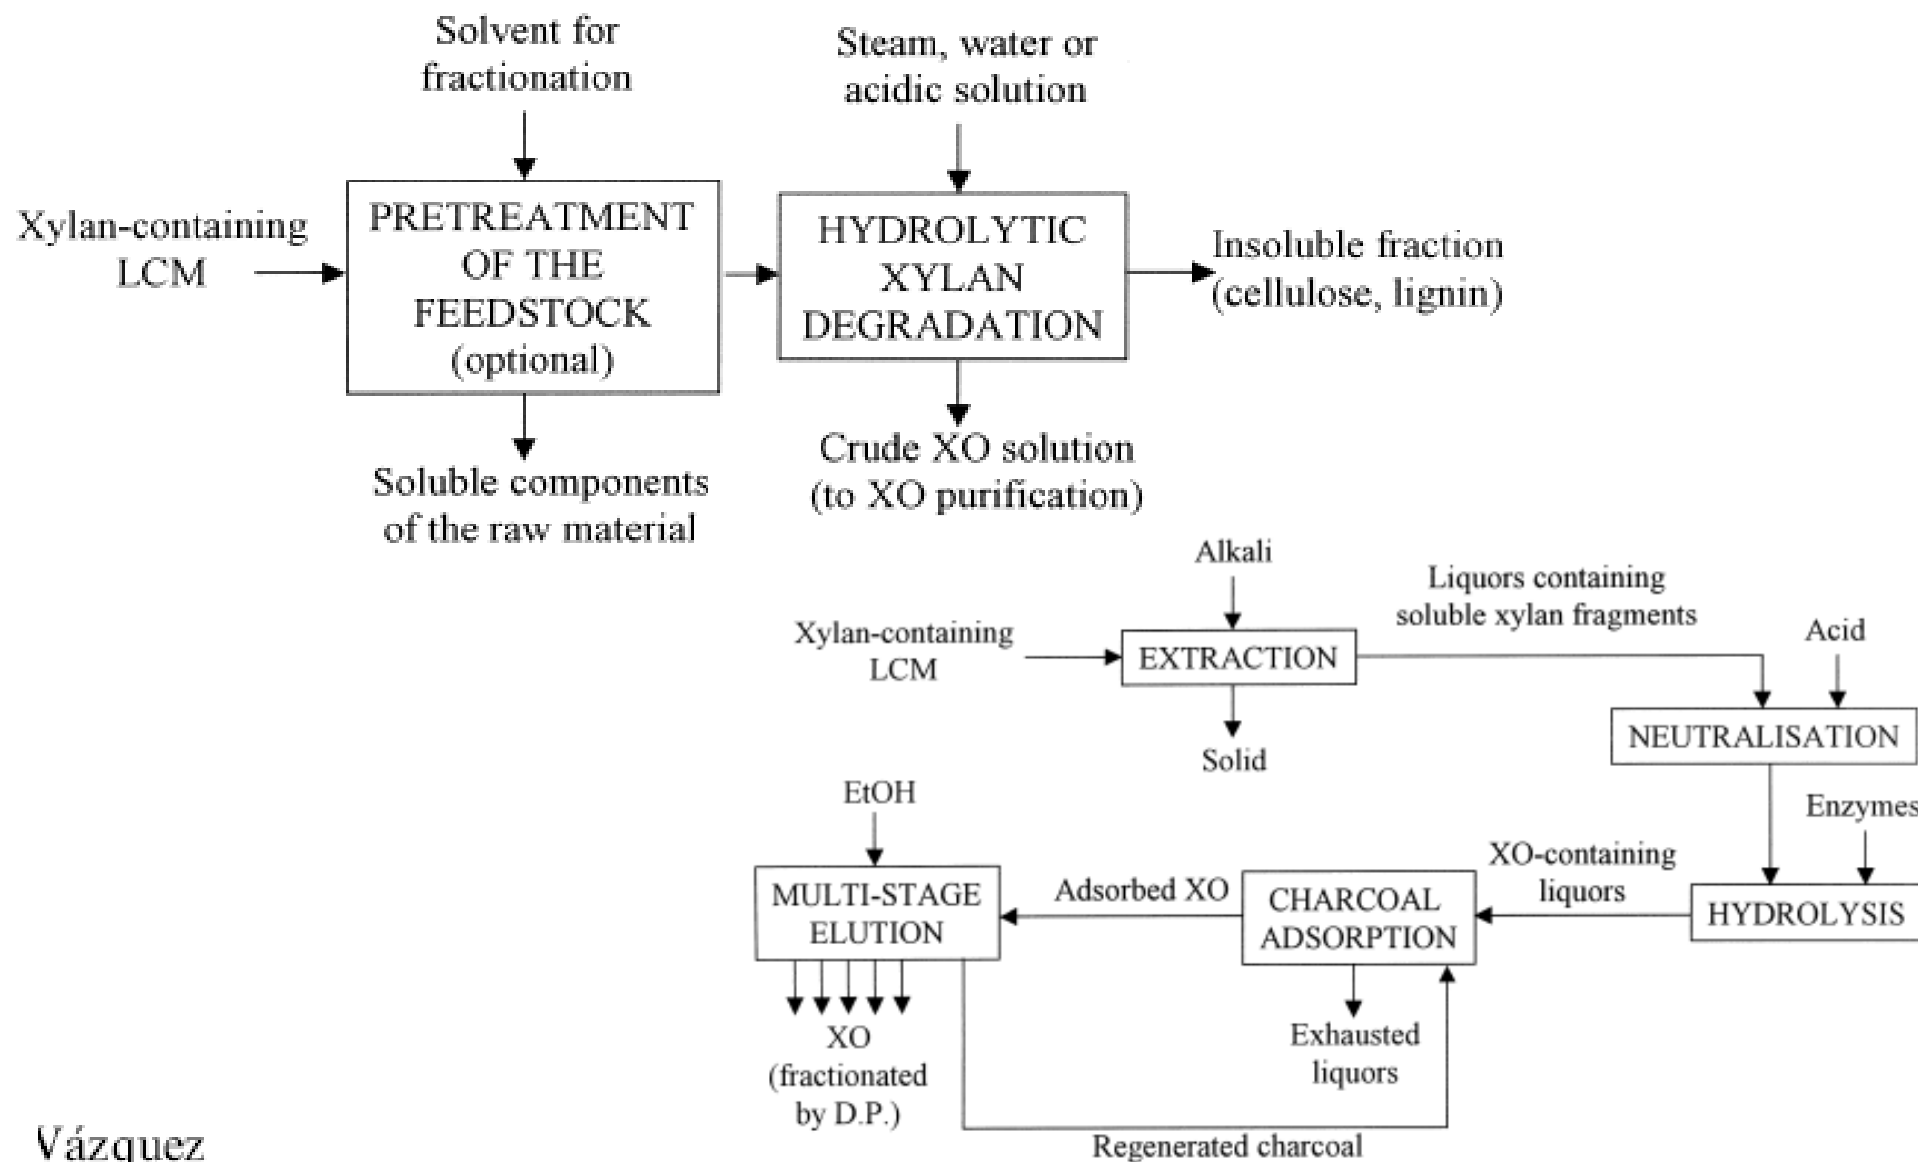 Solvent for
fractionation
Steam, water or
acidic solution
Xylan-containing
LCM
PRETREATMENT
OF THE
FEEDSTOCK
(optional)
HYDROLYTIC
XYLAN
DEGRADATION
Insoluble fraction
(cellulose, lignin)
Soluble components
of the raw material
Crude XO solution
(to XO purification)
Alkali
Liquors containing
soluble xylan fragments
Xylan-containing
LCM
EXTRACTION
Acid
Solid
NEUTRALISATION
Enzymes
EtOH
XO-containing
liquors
HYDROLYSIS
CHARCOAL
ADSORPTION
Adsorbed XO
MULTI-STAGE
ELUTION
Exhausted
liquors
XO
(fractionated
by D.P.)
Regenerated charcoal
Vázquez